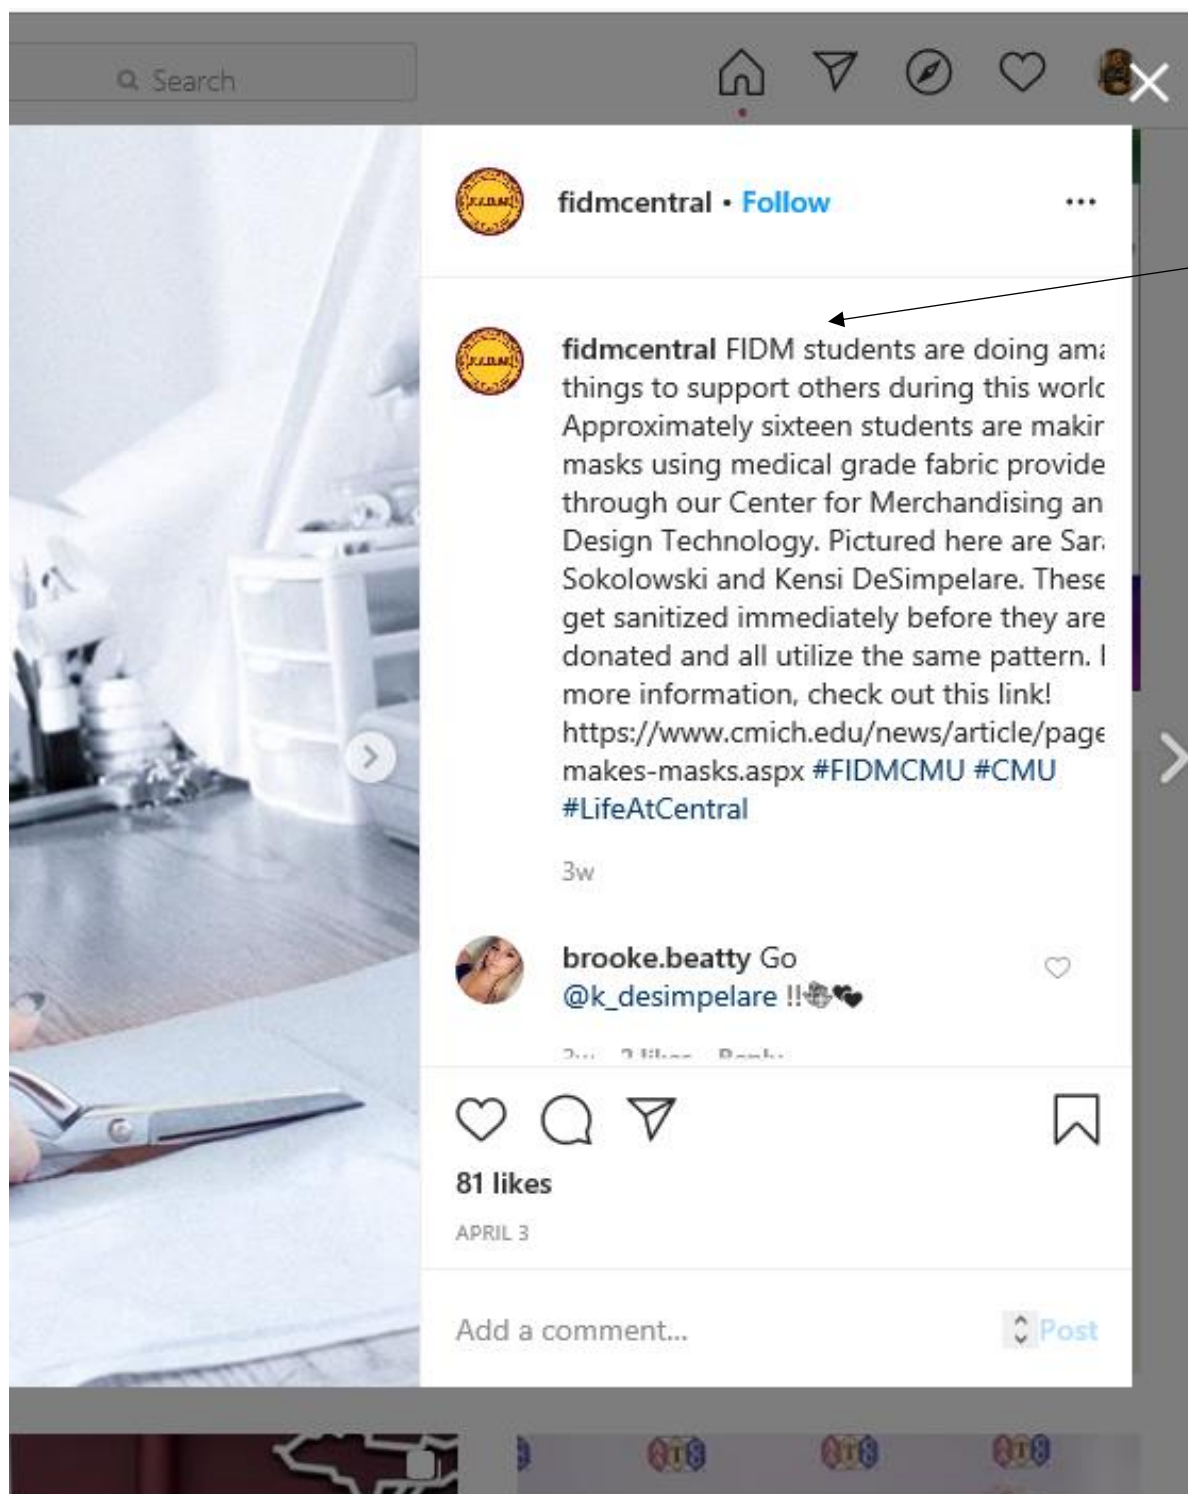 Search
fidmcentral • Follow
fidmcentral FIDM students are doing
things to support others during this
Approximately sixteen students are
masks using medical grade fabric
through our Center for Merchandising
Design Technology. Pictured here are
Sokolowski and Kensi DeSimpelare. These
get sanitized immediately before they are
donated and all utilize the same pattern.
more information, check out this link!
https://www.cmich.edu/news/article/page
makes-masks.aspx #FIDMCMU #CMU
#LifeAtCentral
3w
brooke.beatty Go
@k_desimpelare !!
81 likes
APRIL 3
Add a comment...
Post